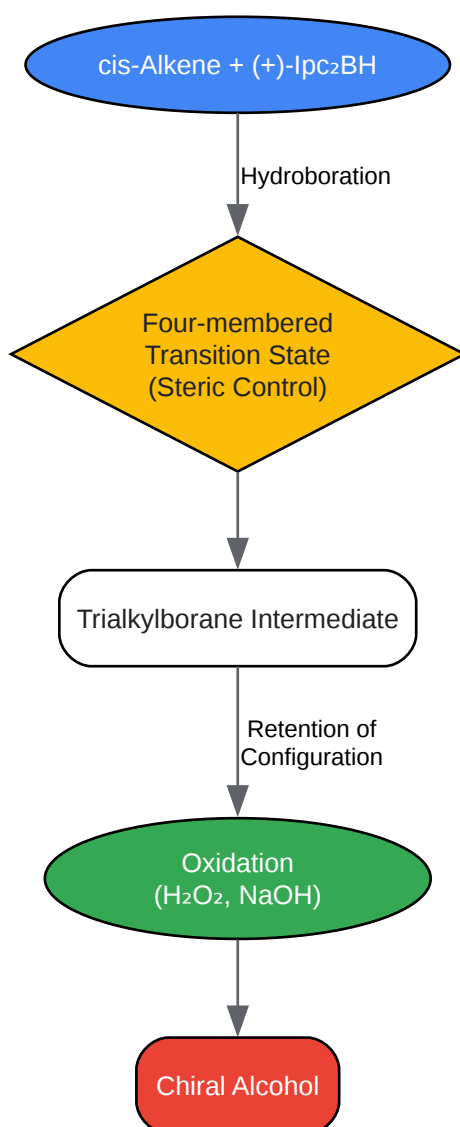 cis-Alkene + (+)-Ipc₂BH
Hydroboration
Four-membered
Transition State
(Steric Control)
Trialkylborane Intermediate
Retention of
Configuration
Oxidation
(H₂O₂, NaOH)
Chiral Alcohol